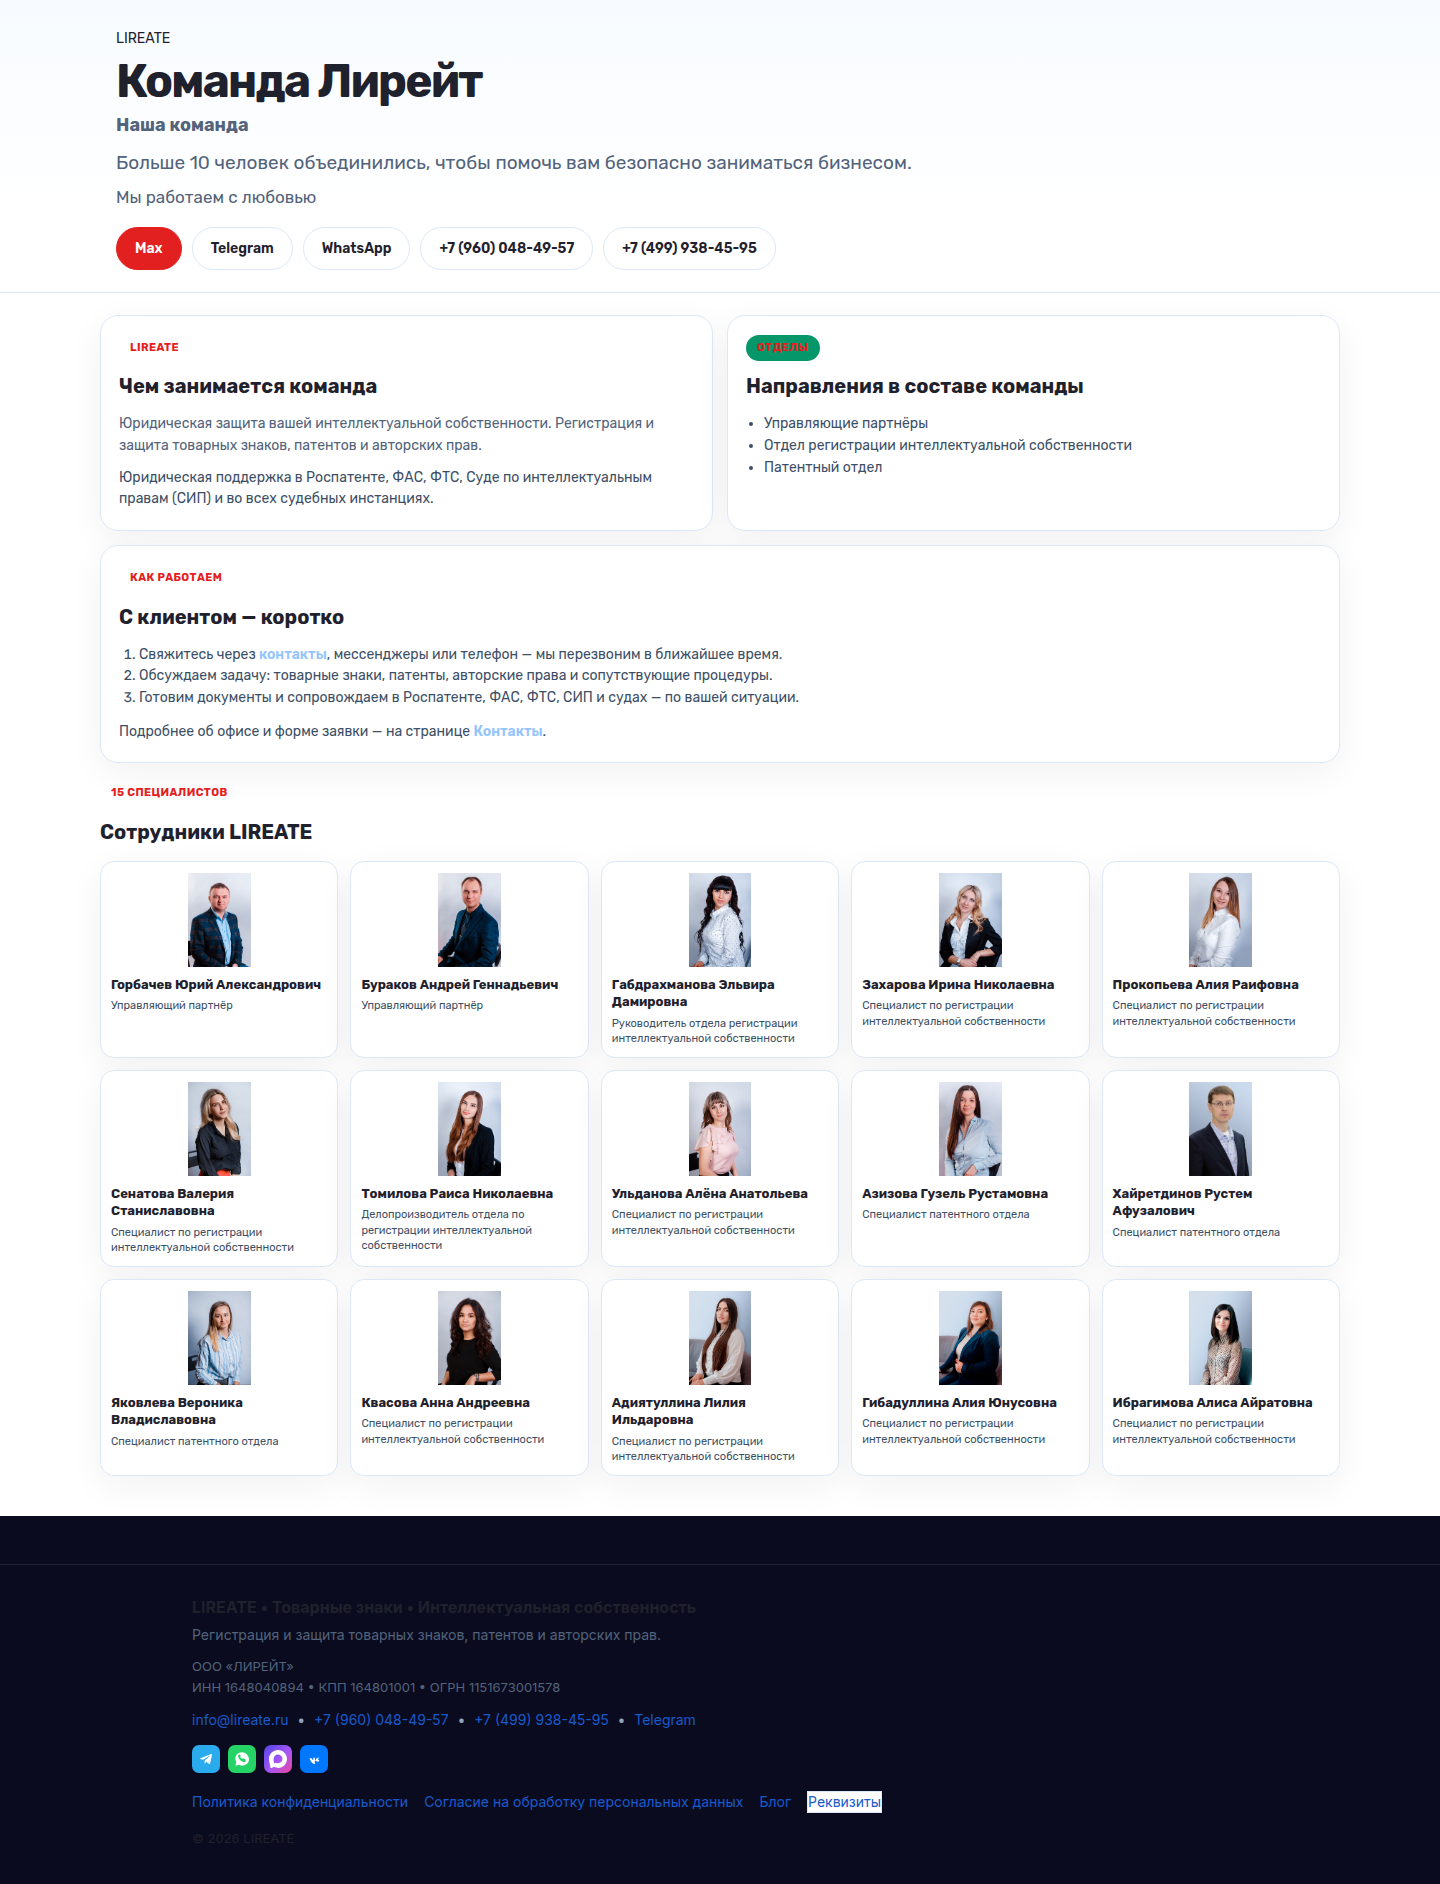 LIREATE
Команда Лирейт
Наша команда
Больше 10 человек объединились, чтобы помочь вам безопасно заниматься бизнесом.
Мы работаем с любовью
Max
Telegram
WhatsApp
+7 (960) 048-49-57
+7 (499) 938-45-95
LIREATE
Чем занимается команда
Юридическая защита вашей интеллектуальной собственности. Регистрация и
защита товарных знаков, патентов и авторских прав.
Юридическая поддержка в Роспатенте, ФАС, ФТС, Суде по интеллектуальным
правам (СИП) и во всех судебных инстанциях.
ОТДЕЛЫ
Направления в составе команды
• Управляющие партнёры
• Отдел регистрации интеллектуальной собственности
• Патентный отдел
КАК РАБОТАЕМ
С клиентом — коротко
1. Свяжитесь через контакты, мессенджеры или телефон — мы перезвоним в ближайшее время.
2. Обсуждаем задачу: товарные знаки, патенты, авторские права и сопутствующие процедуры.
3. Готовим документы и сопровождаем в Роспатенте, ФАС, ФТС, СИП и судах — по вашей ситуации.
Подробнее об офисе и форме заявки — на странице Контакты.
15 СПЕЦИАЛИСТОВ
Сотрудники LIREATE
Горбачев Юрий Александрович
Управляющий партнёр
Бураков Андрей Геннадьевич
Управляющий партнёр
Габдрахманова Эльвира
Дамировна
Руководитель отдела регистрации
интеллектуальной собственности
Захарова Ирина Николаевна
Специалист по регистрации
интеллектуальной собственности
Прокопьева Алия Раифовна
Специалист по регистрации
интеллектуальной собственности
Сенатова Валерия
Станиславовна
Специалист по регистрации
интеллектуальной собственности
Томилова Раиса Николаевна
Делопроизводитель отдела по
регистрации интеллектуальной
собственности
Ульданова Алёна Анатольева
Специалист по регистрации
интеллектуальной собственности
Азизова Гузель Рустамовна
Специалист патентного отдела
Хайретдинов Рустем
Афузалович
Специалист патентного отдела
Яковлева Вероника
Владиславовна
Специалист патентного отдела
Квасова Анна Андреевна
Специалист по регистрации
интеллектуальной собственности
Адиятуллина Лилия
Ильдаровна
Специалист по регистрации
интеллектуальной собственности
Гибадуллина Алия Юнусовна
Специалист по регистрации
интеллектуальной собственности
Ибрагимова Алиса Айратовна
Специалист по регистрации
интеллектуальной собственности
LIREATE • Товарные знаки • Интеллектуальная собственность
Регистрация и защита товарных знаков, патентов и авторских прав.
ООО «ЛИРЕЙТ»
ИНН 1648040894 • КПП 164801001 • ОГРН 1151673001578
info@lireate.ru • +7 (960) 048-49-57 • +7 (499) 938-45-95 • Telegram
Политика конфиденциальности Согласие на обработку персональных данных Блог Реквизиты
© 2026 LIREATE